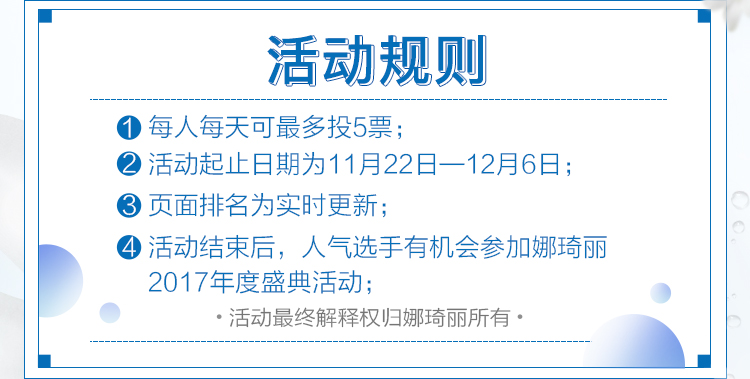 活动规则
1 每人每天可最多投5票；
2 活动起止日期为11月22日—12月6日；
3 页面排名为实时更新；
4 活动结束后，人气选手有机会参加娜琦丽
2017年度盛典活动；
·活动最终解释权归娜琦丽所有·